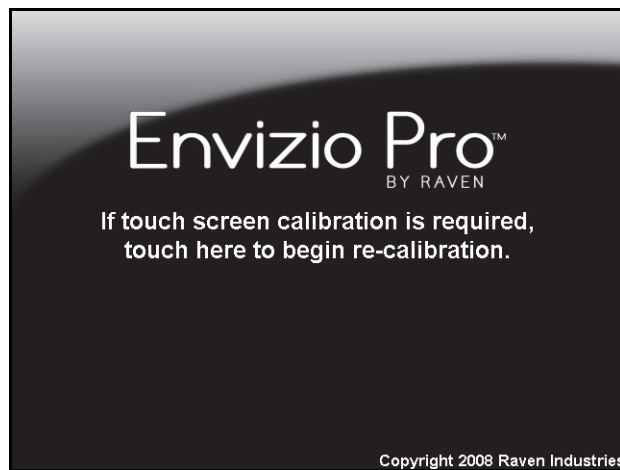 Envizio Pro™
BY RAVEN
If touch screen calibration is required,
touch here to begin re-calibration.
Copyright 2008 Raven Industries